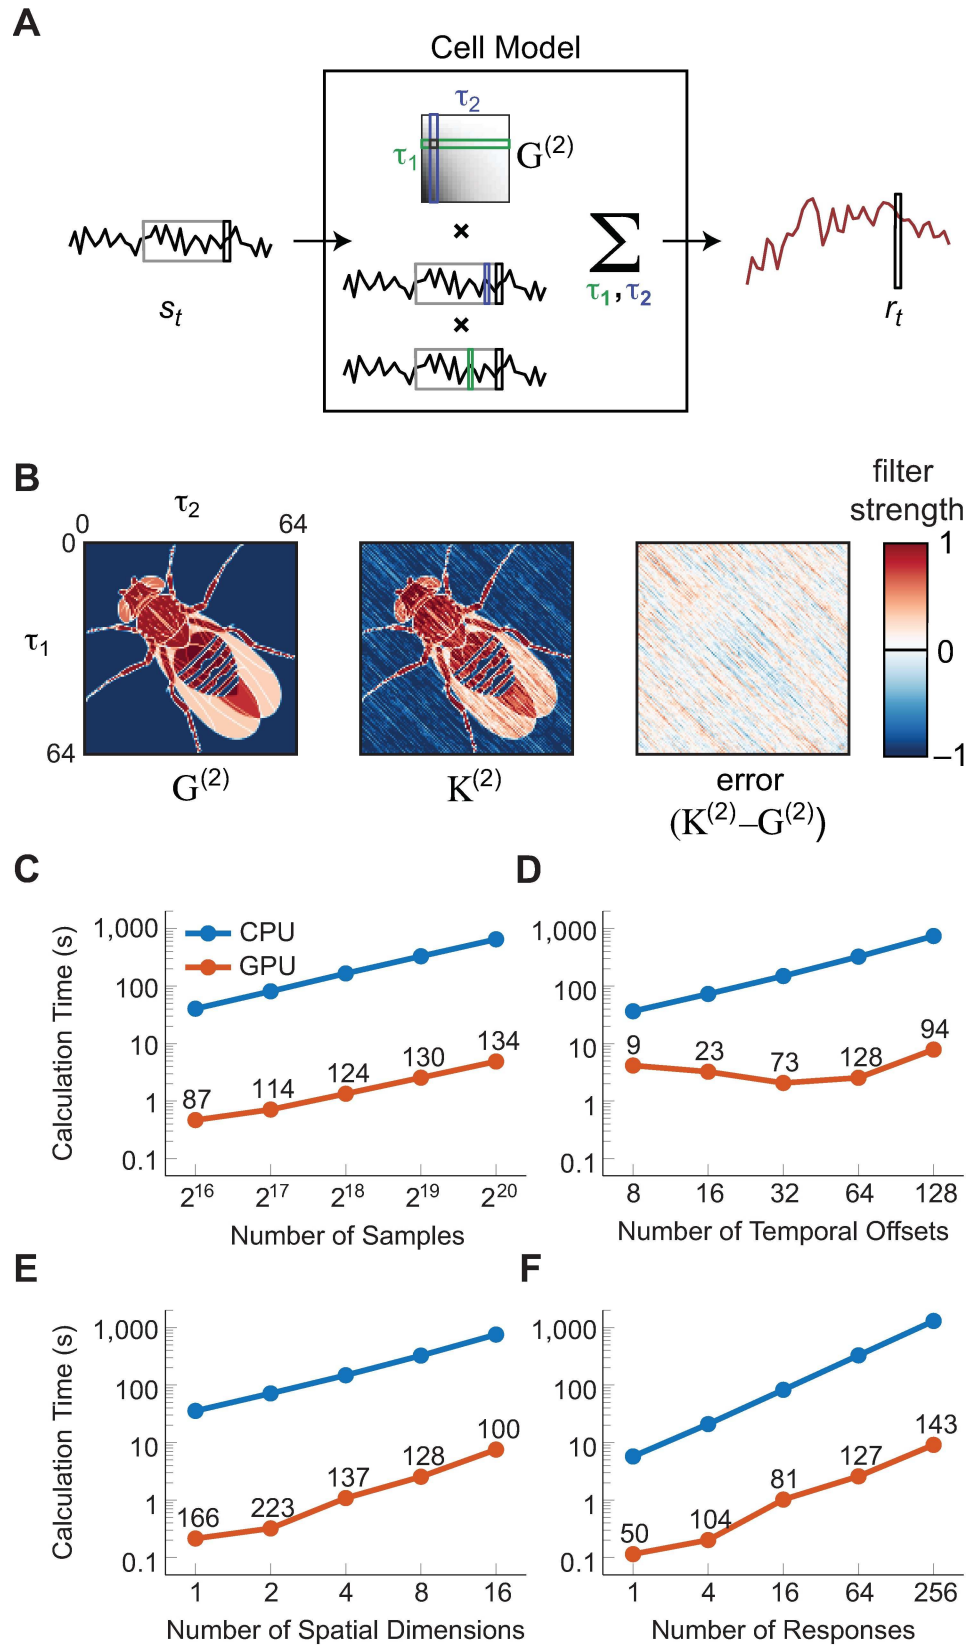 A
Cell Model
τ2
τ1
G(2)
×
×
Σ
τ1, τ2
st
rt
B
filter
strength
τ2
0
64
0
τ1
64
1
0
–1
G(2)
K(2)
error
(K(2)–G(2))
C
Calculation Time (s)
1,000
100
10
1
0.1
CPU
GPU
87
114
124
130
134
2^16
2^17
2^18
2^19
2^20
Number of Samples
D
1,000
100
10
1
0.1
9
23
73
128
94
8
16
32
64
128
Number of Temporal Offsets
E
Calculation Time (s)
1,000
100
10
1
0.1
166
223
137
128
100
1
2
4
8
16
Number of Spatial Dimensions
F
1,000
100
10
1
0.1
50
104
81
127
143
1
4
16
64
256
Number of Responses